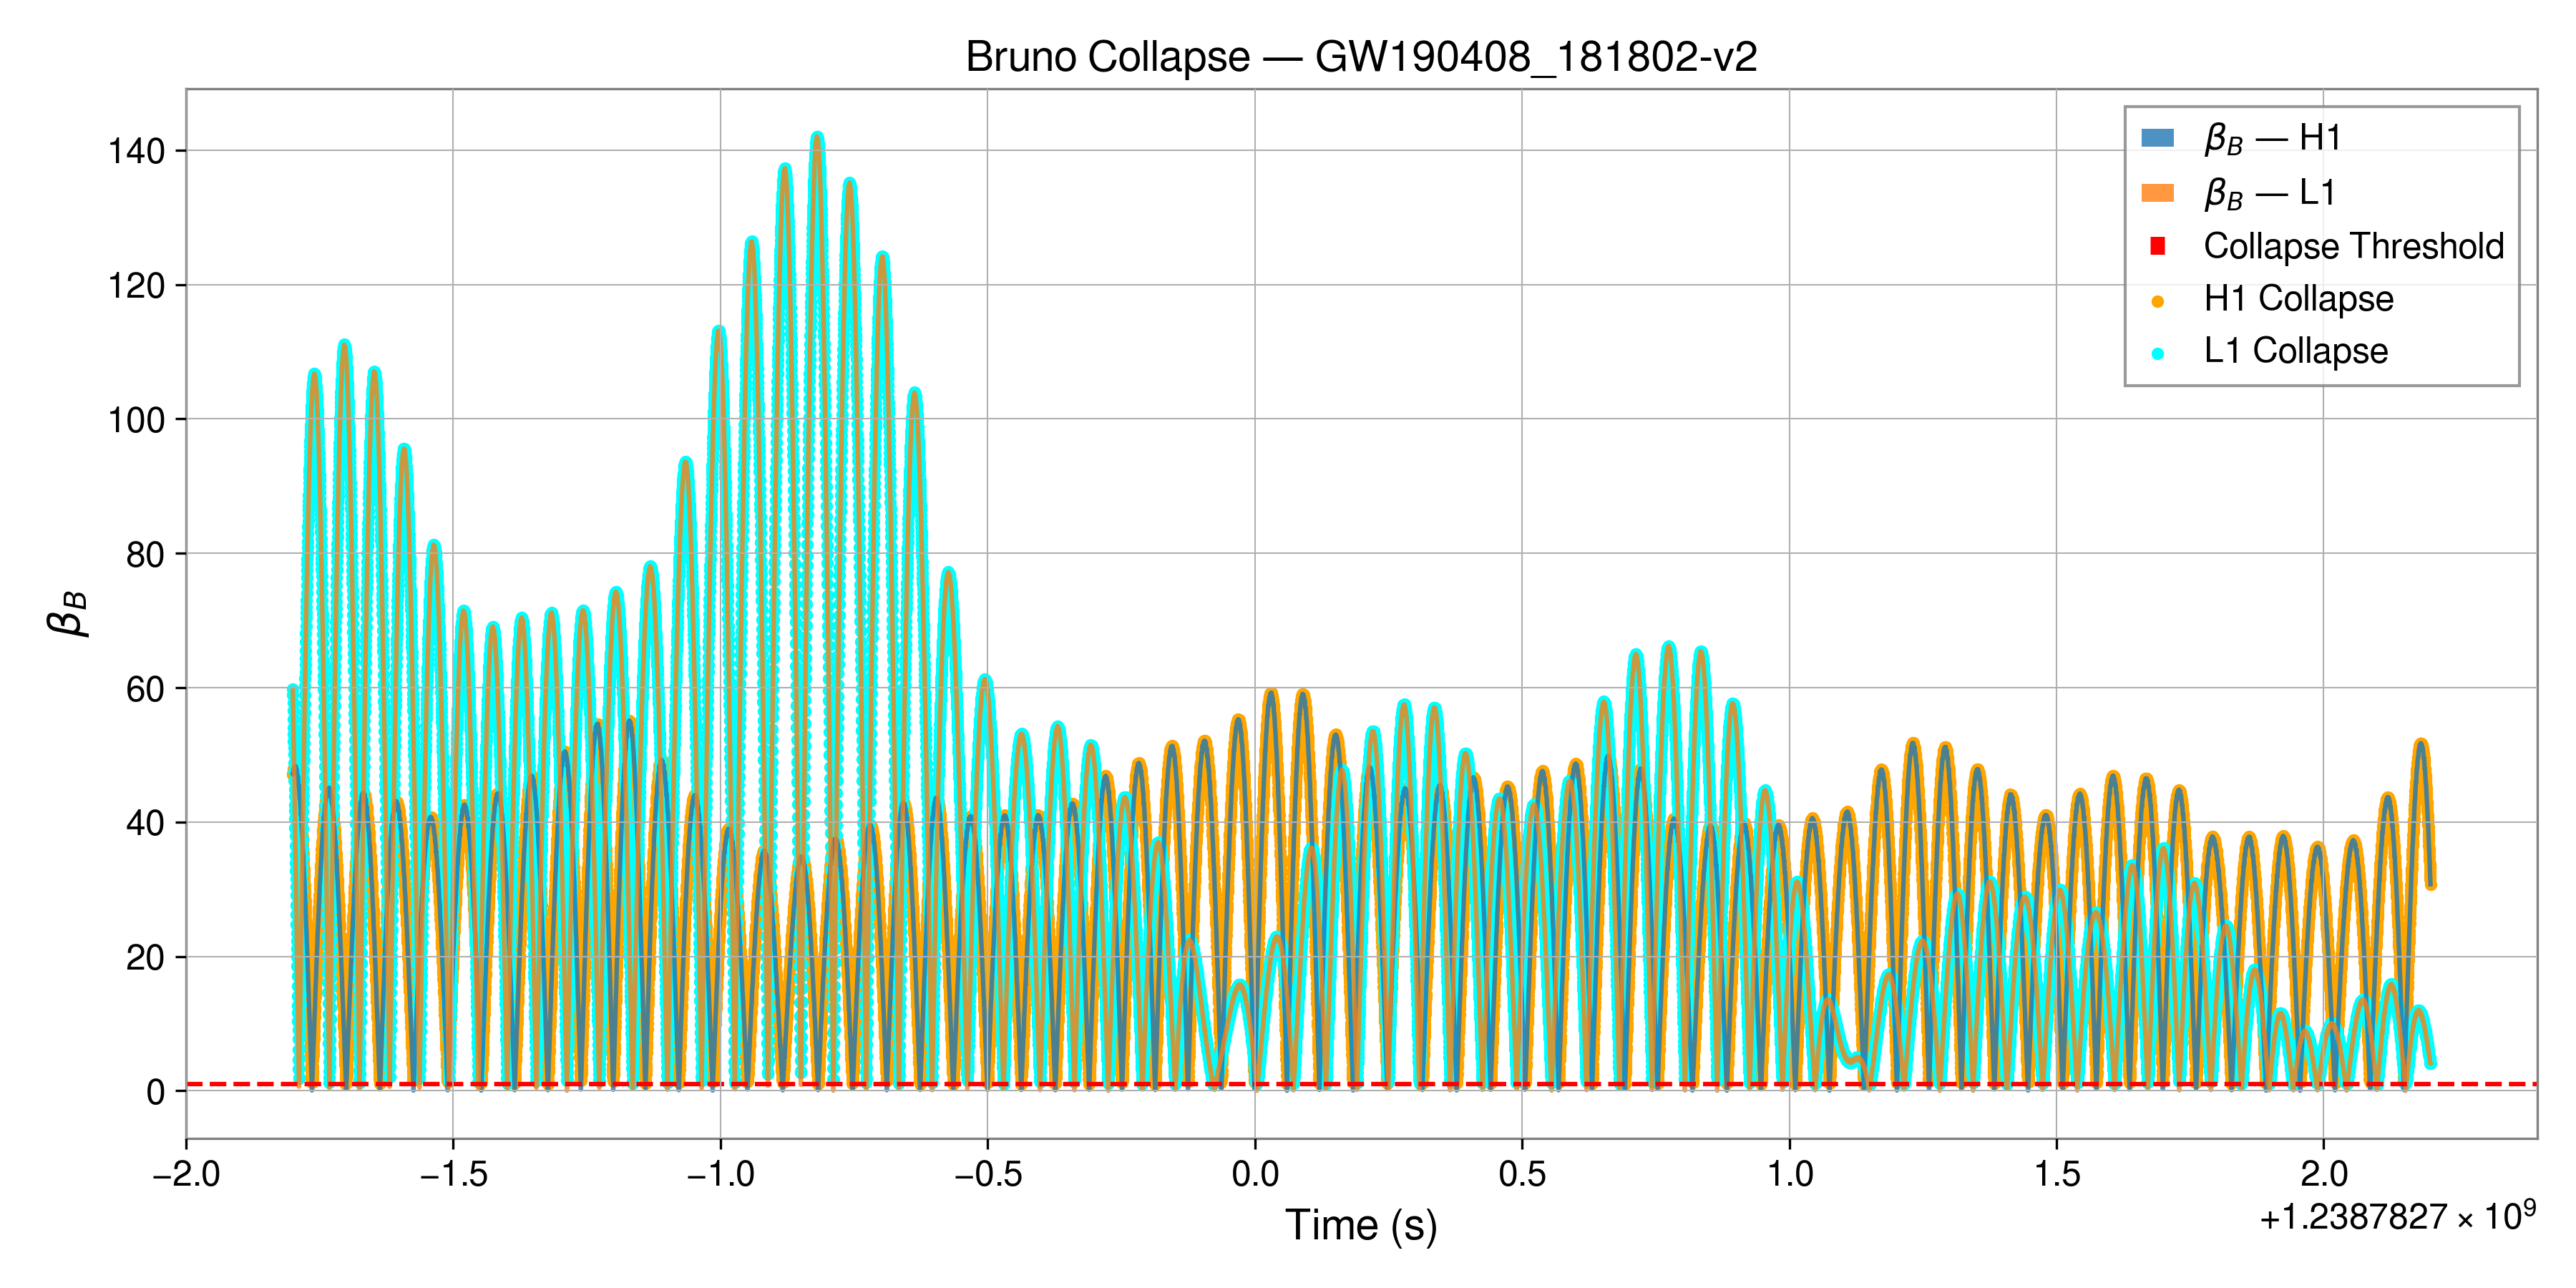 Bruno Collapse — GW190408_181802-v2
β_B — H1
β_B — L1
Collapse Threshold
H1 Collapse
L1 Collapse
140
120
100
80
60
40
20
0
β_B
−2.0 −1.5 −1.0 −0.5 0.0 0.5 1.0 1.5 2.0
Time (s)
+1.2387827 × 10⁹